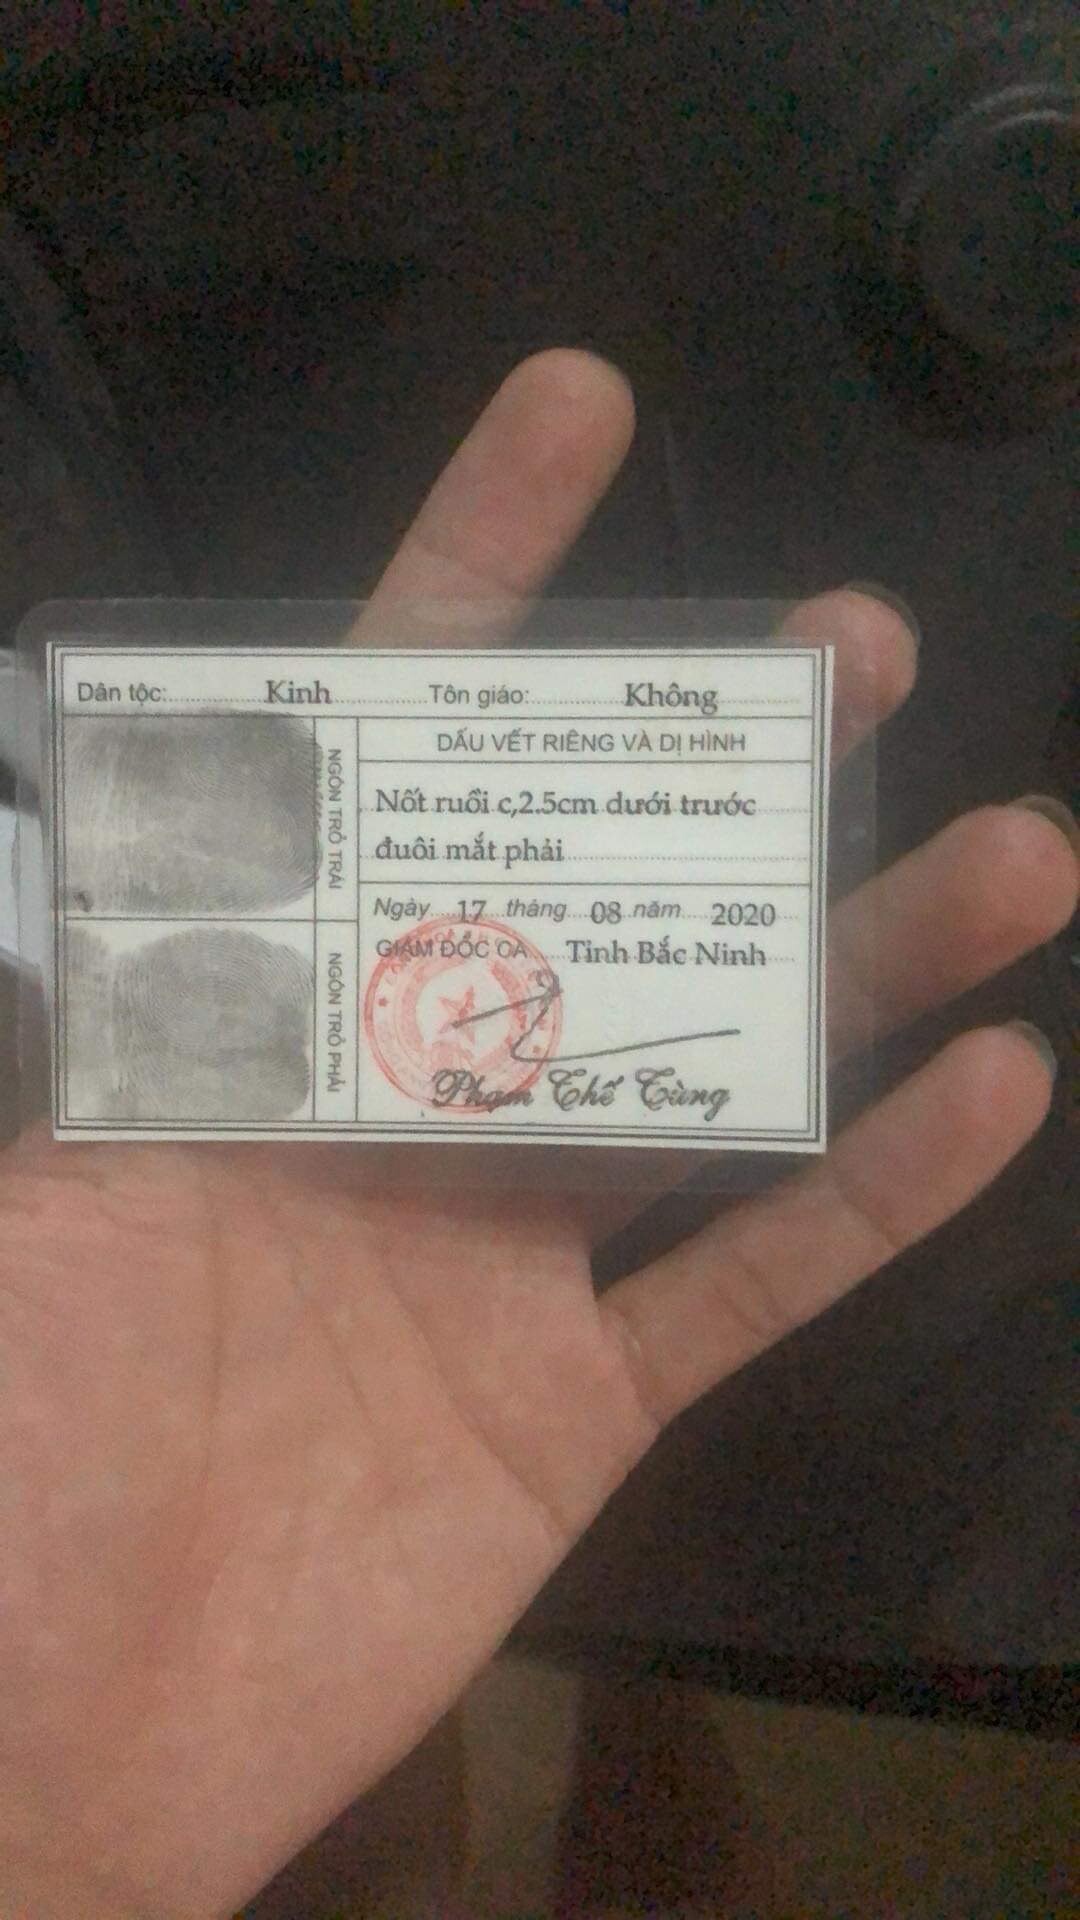 Dân tộc: Kinh Tôn giáo: Không
NGÓN TRỎ TRÁI
NGÓN TRỎ PHẢI
DẤU VẾT RIÊNG VÀ DỊ HÌNH
Nốt ruồi c,2.5cm dưới trước
đuôi mắt phải
Ngày 17 tháng 08 năm 2020
GIÁM ĐỐC CA Tỉnh Bắc Ninh
Phạm Thế Tùng